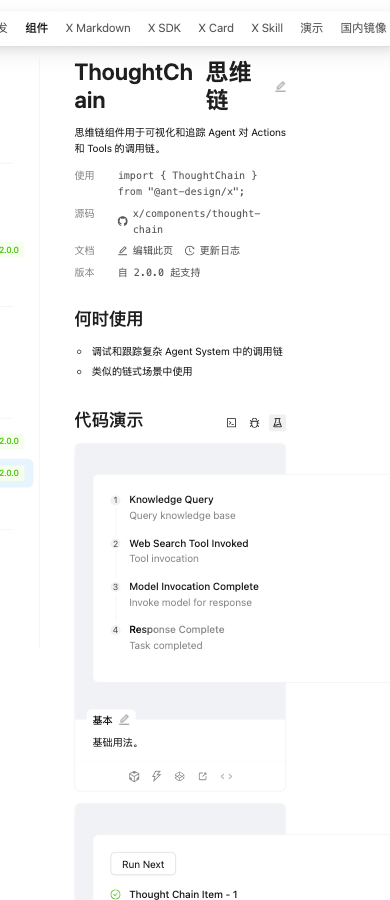 发 组件 X Markdown X SDK X Card X Skill 演示 国内镜像
ThoughtCh 思维
ain 链
思维链组件用于可视化和追踪 Agent 对 Actions
和 Tools 的调用链。
使用 import { ThoughtChain }
from "@ant-design/x";
源码 x/components/thought-
chain
文档 编辑此页 更新日志
版本 自 2.0.0 起支持
2.0.0
何时使用
调试和跟踪复杂 Agent System 中的调用链
类似的链式场景中使用
代码演示
2.0.0
2.0.0
1 Knowledge Query
Query knowledge base
2 Web Search Tool Invoked
Tool invocation
3 Model Invocation Complete
Invoke model for response
4 Response Complete
Task completed
基本
基础用法。
Run Next
Thought Chain Item - 1